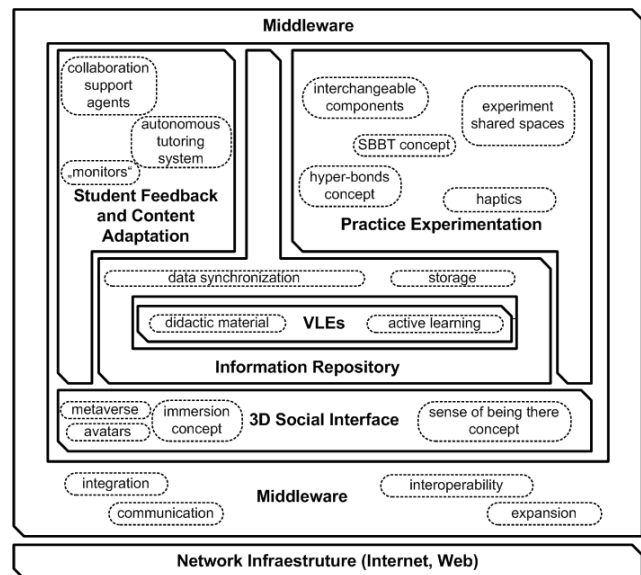 Middleware
collaboration
support
agents
autonomous
tutoring
system
„monitors“
Student Feedback
and Content
Adaptation
interchangeable
components
experiment
shared spaces
SBBT concept
hyper-bonds
concept
haptics
Practice Experimentation
data synchronization
storage
didactic material
VLEs
active learning
Information Repository
metaverse
avatars
immersion
concept
3D Social Interface
sense of being there
concept
integration
communication
Middleware
interoperability
expansion
Network Infraestruture (Internet, Web)